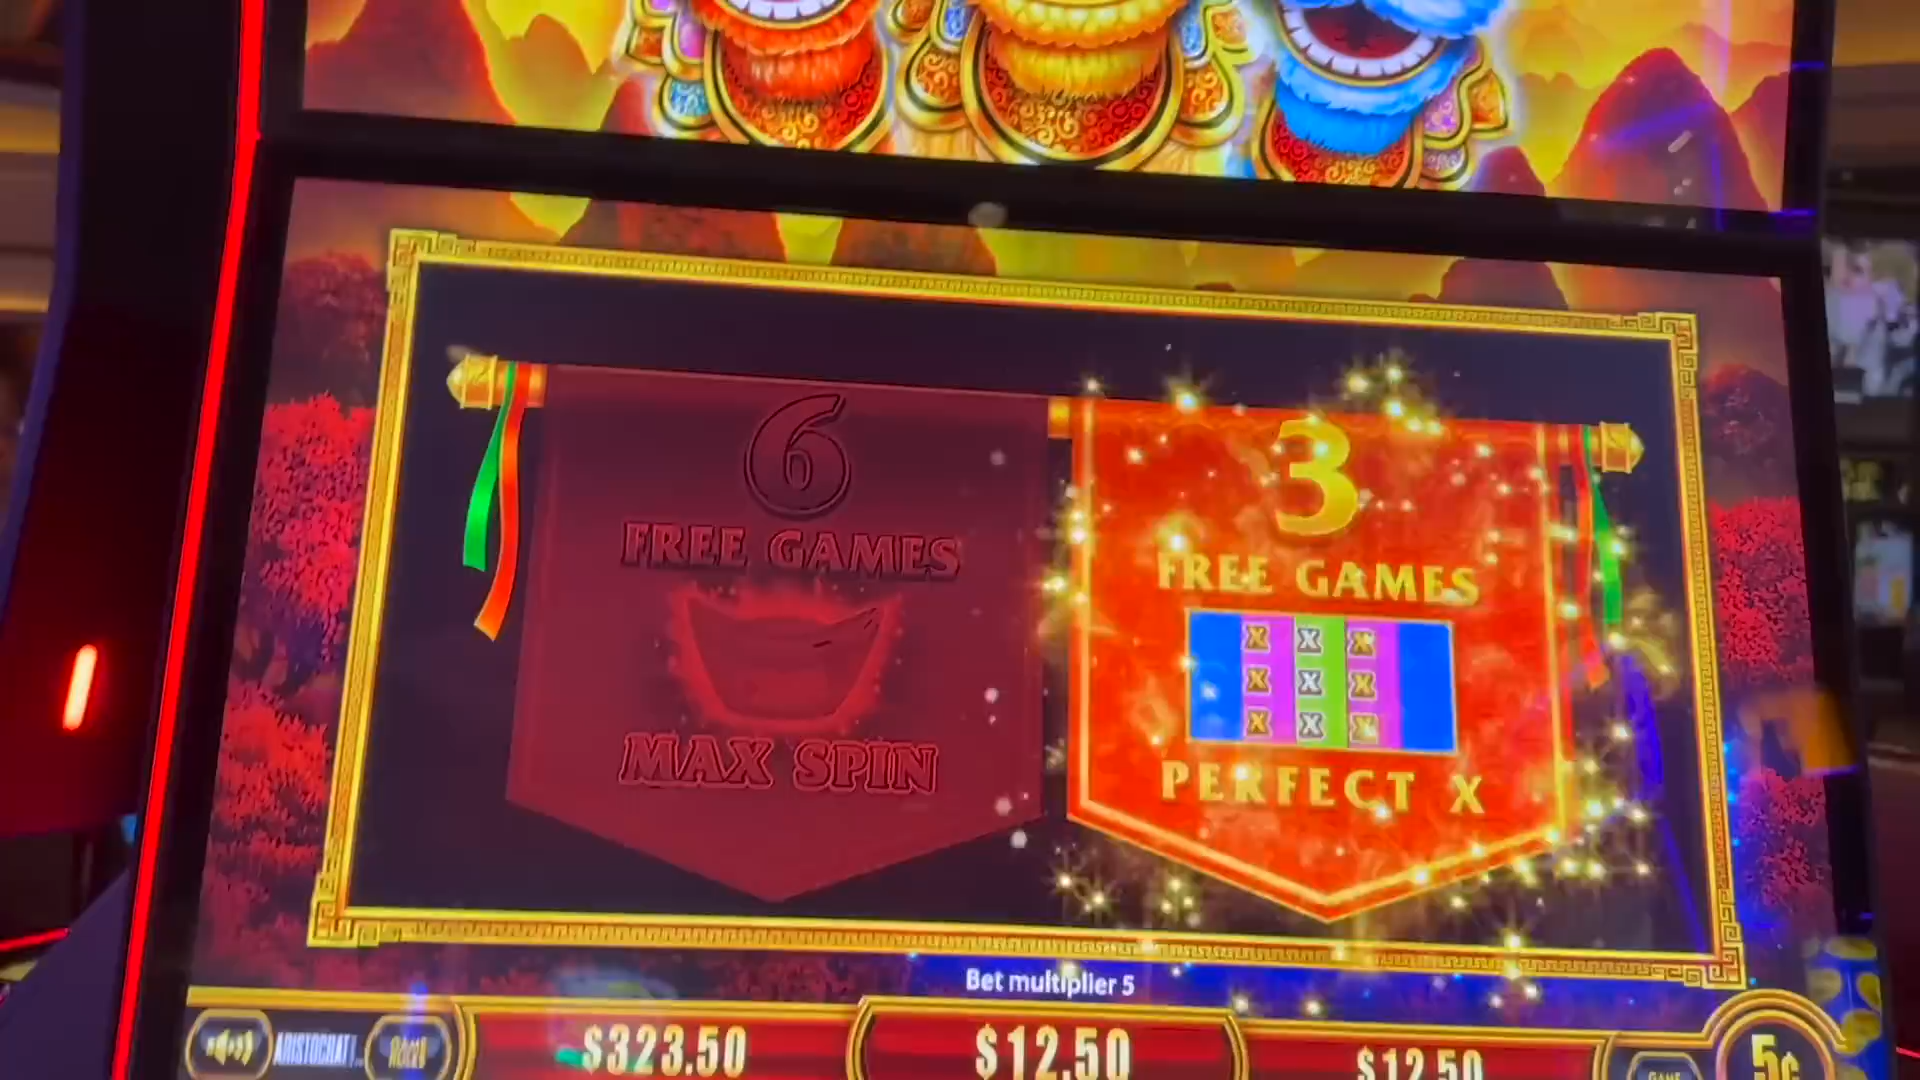 6
FREE GAMES
MAX SPIN
3
FREE GAMES
X X X
X X X
X X X
PERFECT X
Bet multiplier 5
ARISTOCRAT
$323.50
$12.50
$12.50
GAME
5¢